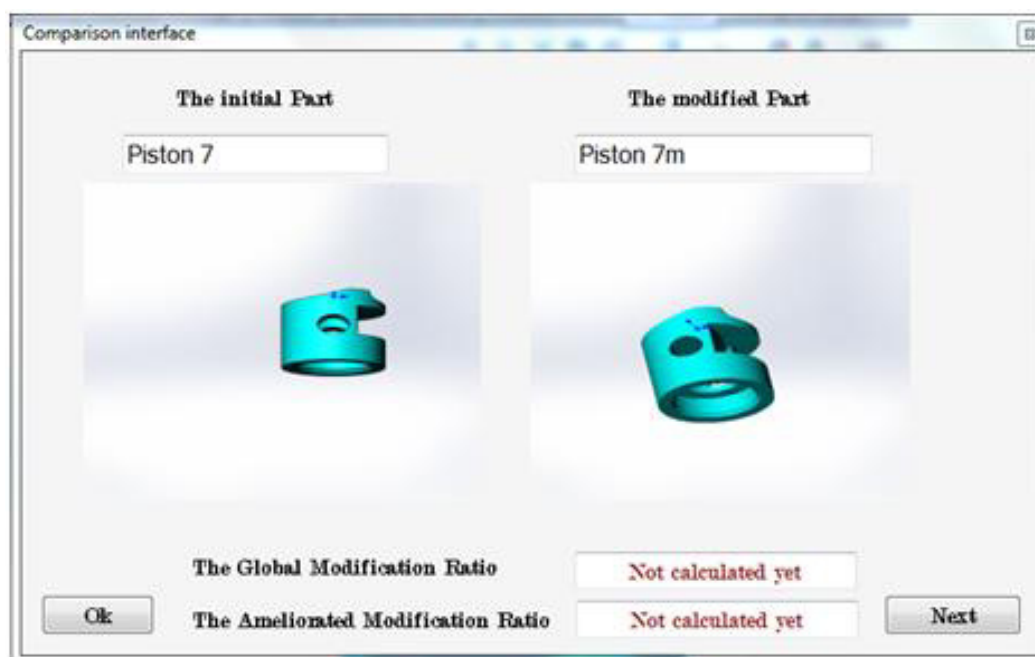 Comparison interface
The initial Part
The modified Part
Piston 7
Piston 7m
The Global Modification Ratio
Not calculated yet
Ok
The Ameliorated Modification Ratio
Not calculated yet
Next